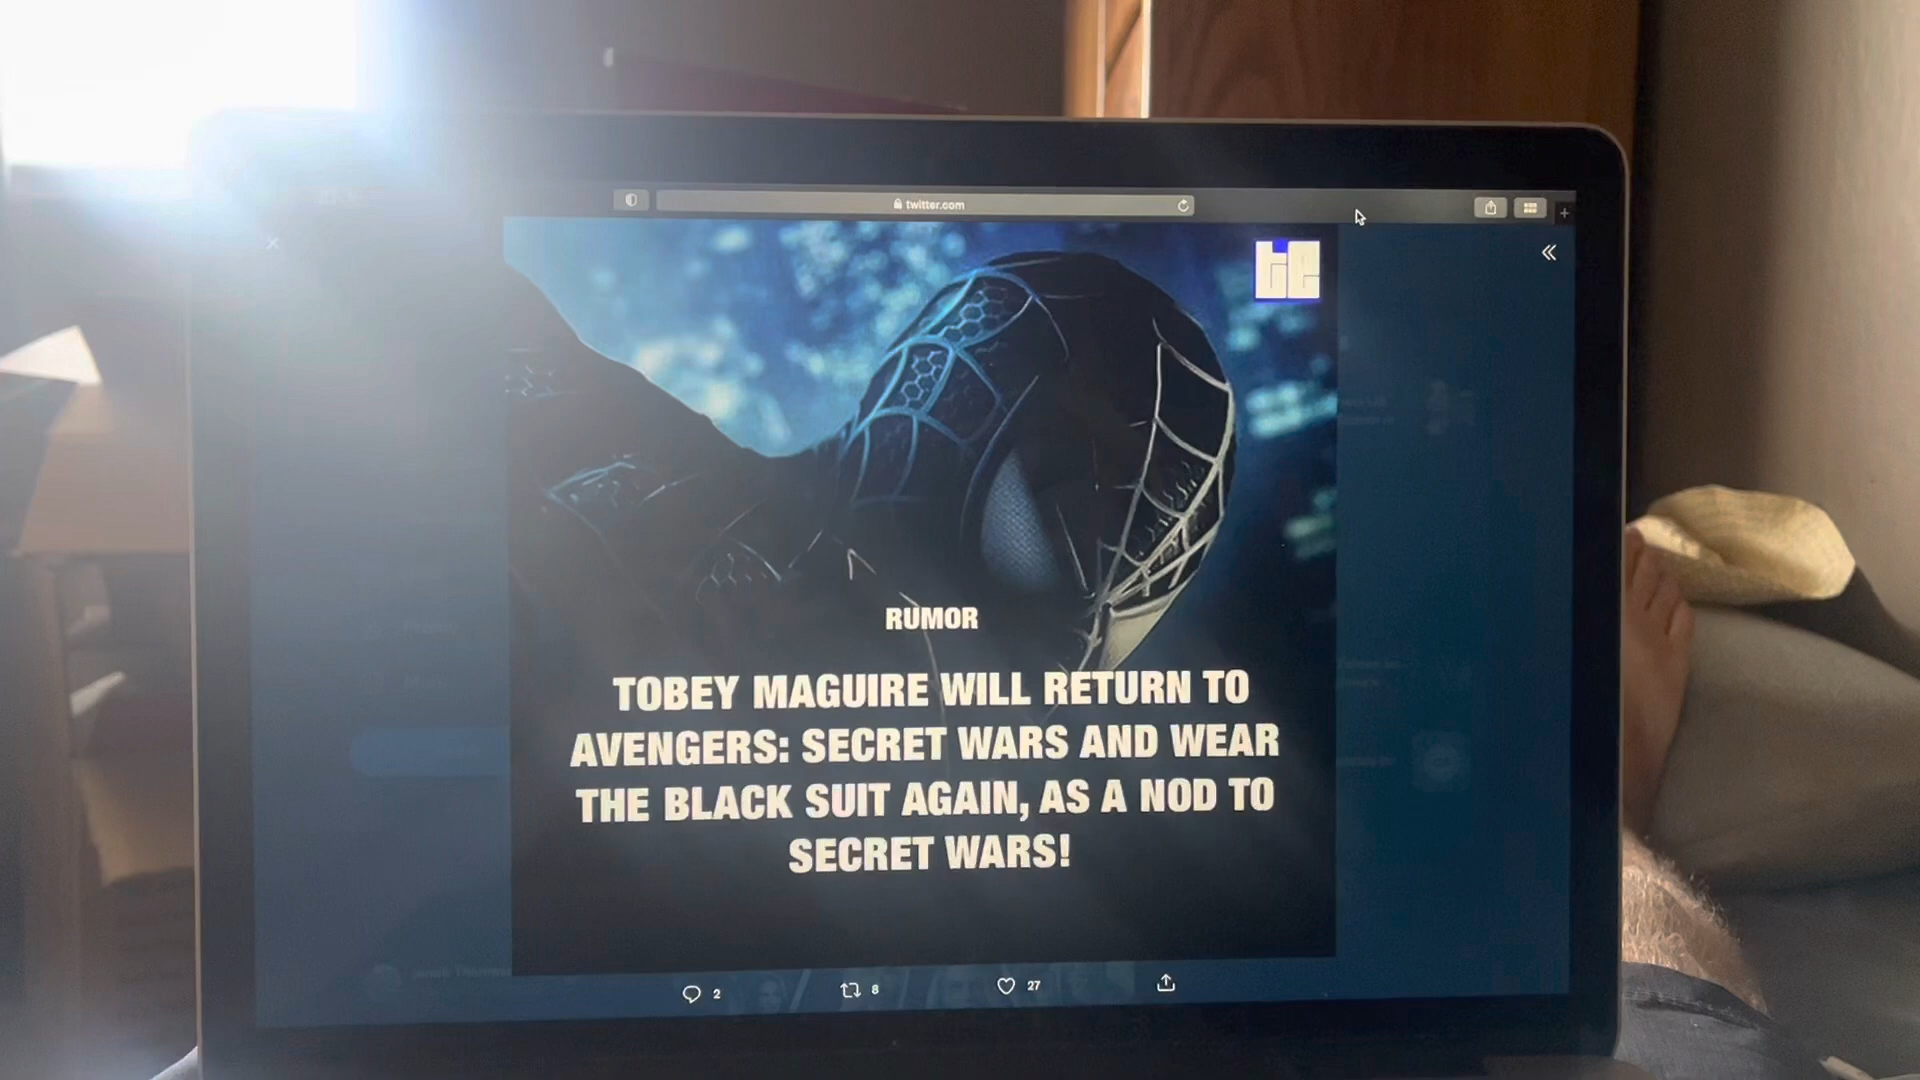 twitter.com
RUMOR
TOBEY MAGUIRE WILL RETURN TO
AVENGERS: SECRET WARS AND WEAR
THE BLACK SUIT AGAIN, AS A NOD TO
SECRET WARS!
2 8 27